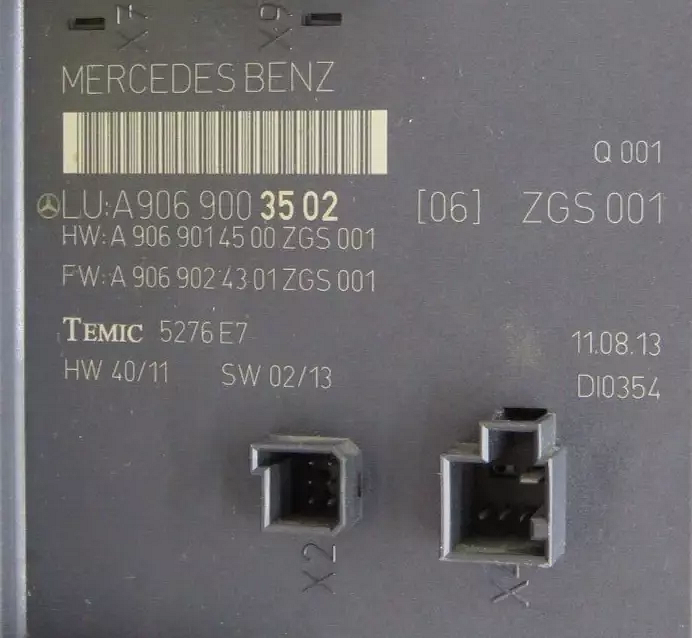 X7 X9
MERCEDES BENZ
Q 001
LU:A 906 900 35 02 [06] ZGS 001
HW: A 906 901 45 00 ZGS 001
FW: A 906 902 43 01 ZGS 001
TEMIC 5276 E7 11.08.13
HW 40/11 SW 02/13 DI0354
X2